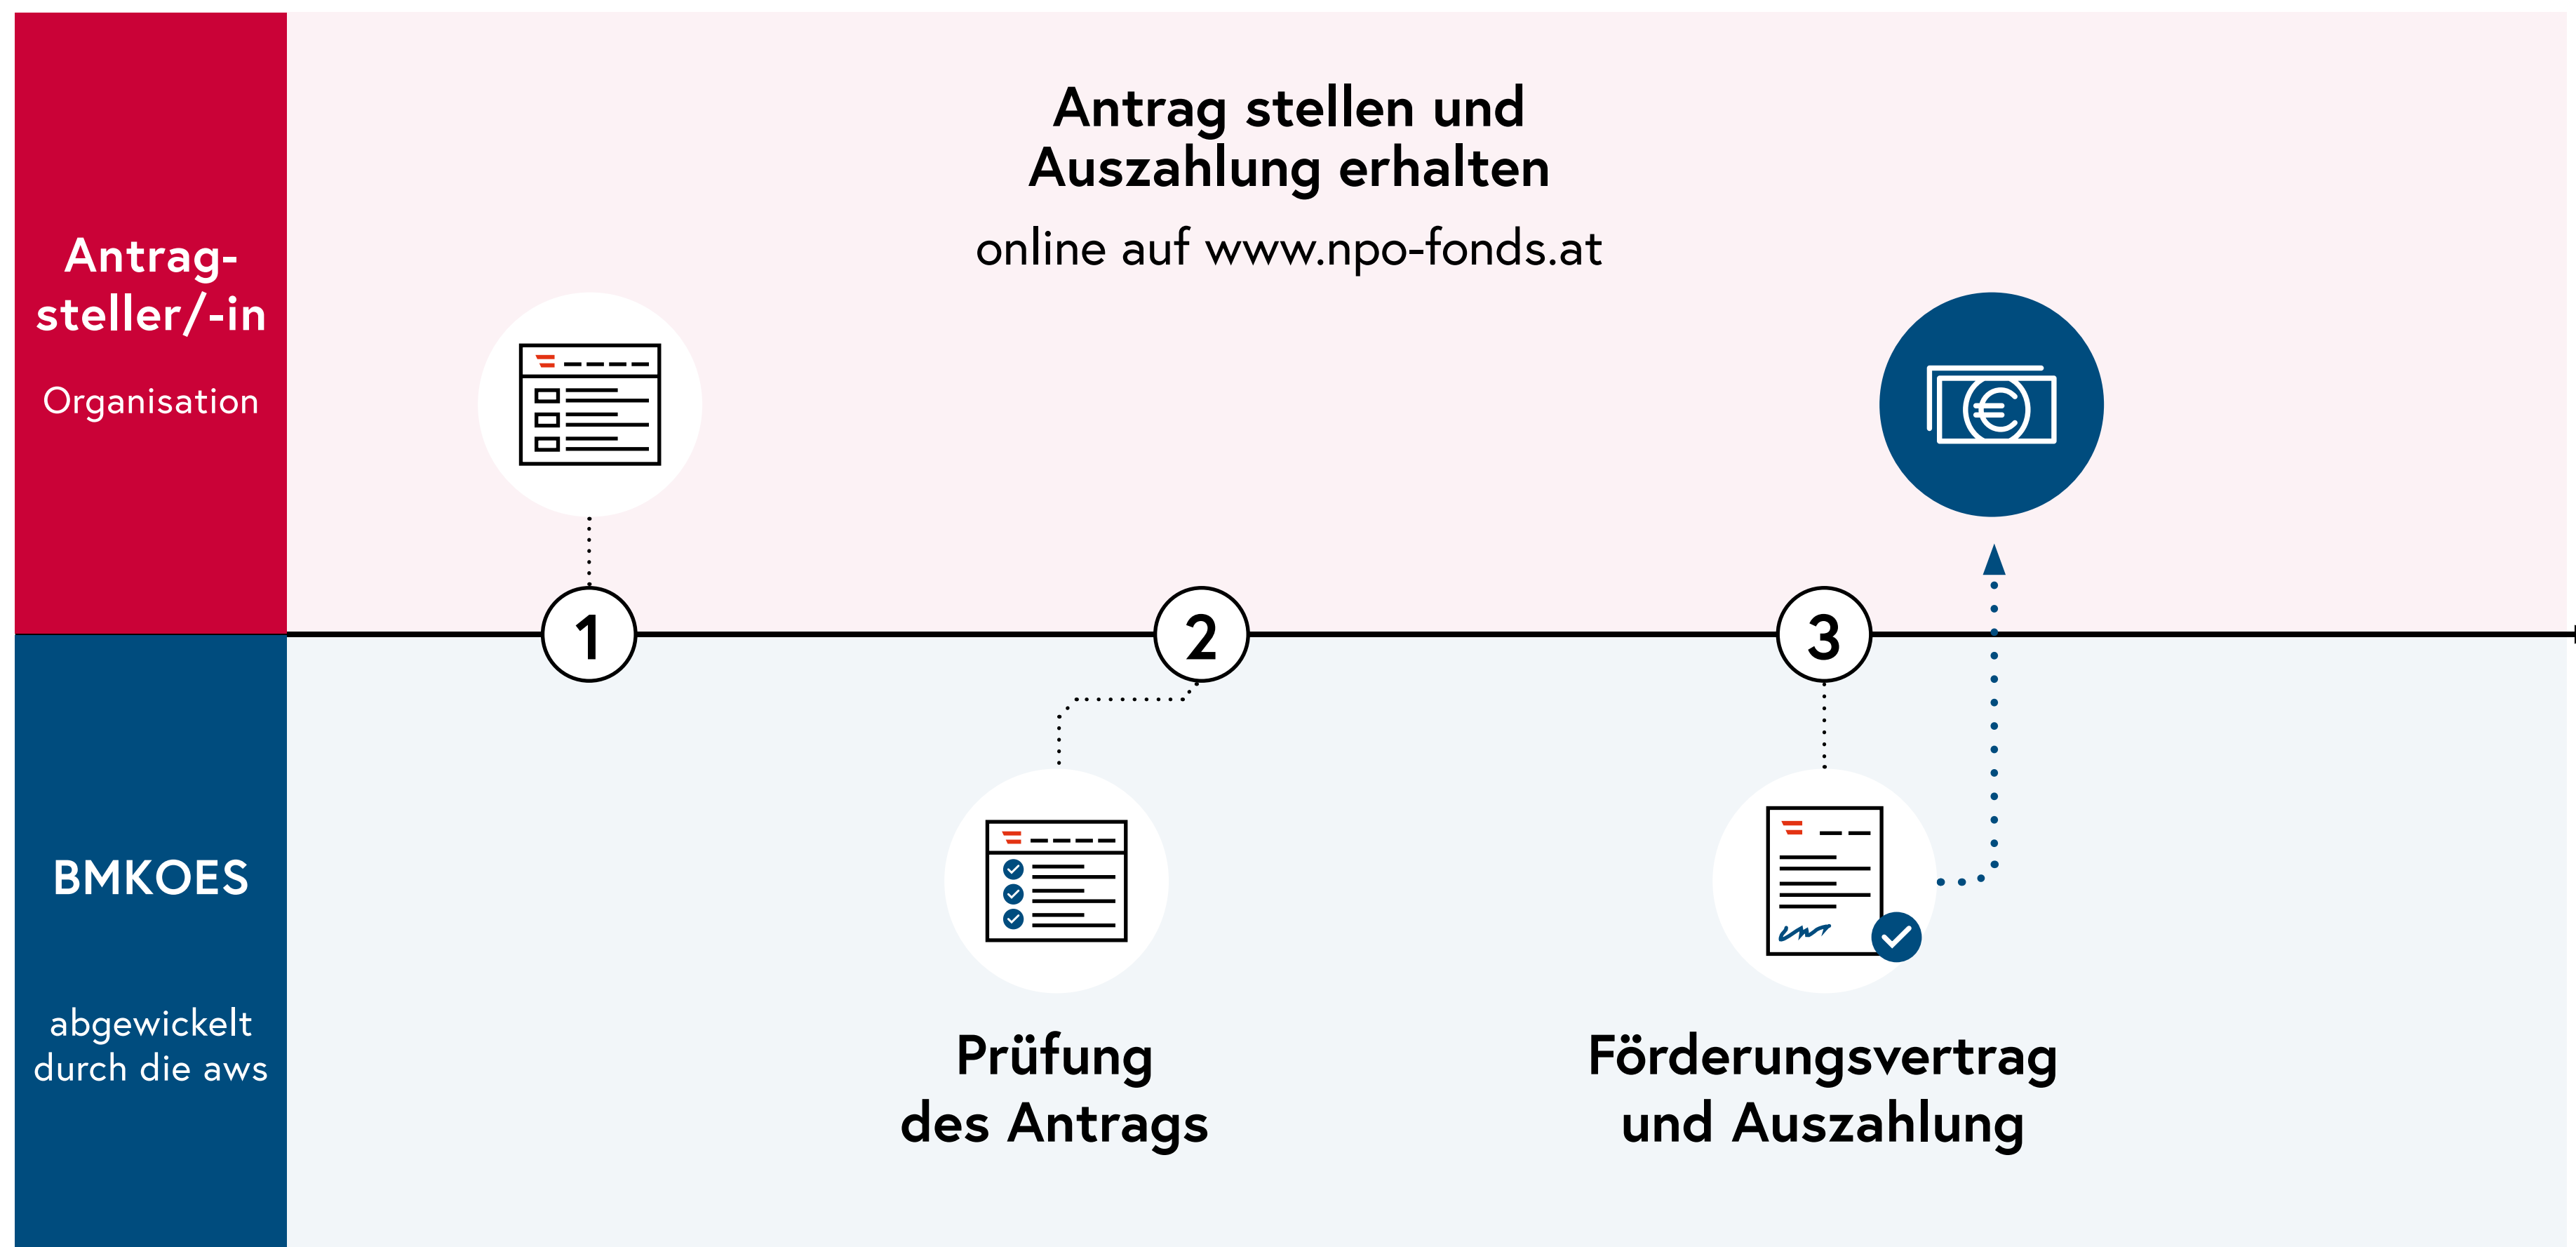 Antrag stellen und
Auszahlung erhalten
online auf www.npo-fonds.at
Antrag-
steller/-in
Organisation
1
2
3
BMKOES
abgewickelt
durch die aws
Prüfung
des Antrags
Förderungsvertrag
und Auszahlung